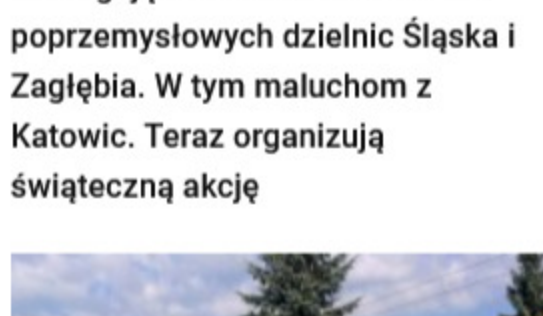 poprzemysłowych dzielnic Śląska i
Zagłębia. W tym maluchom z
Katowic. Teraz organizują
świąteczną akcję